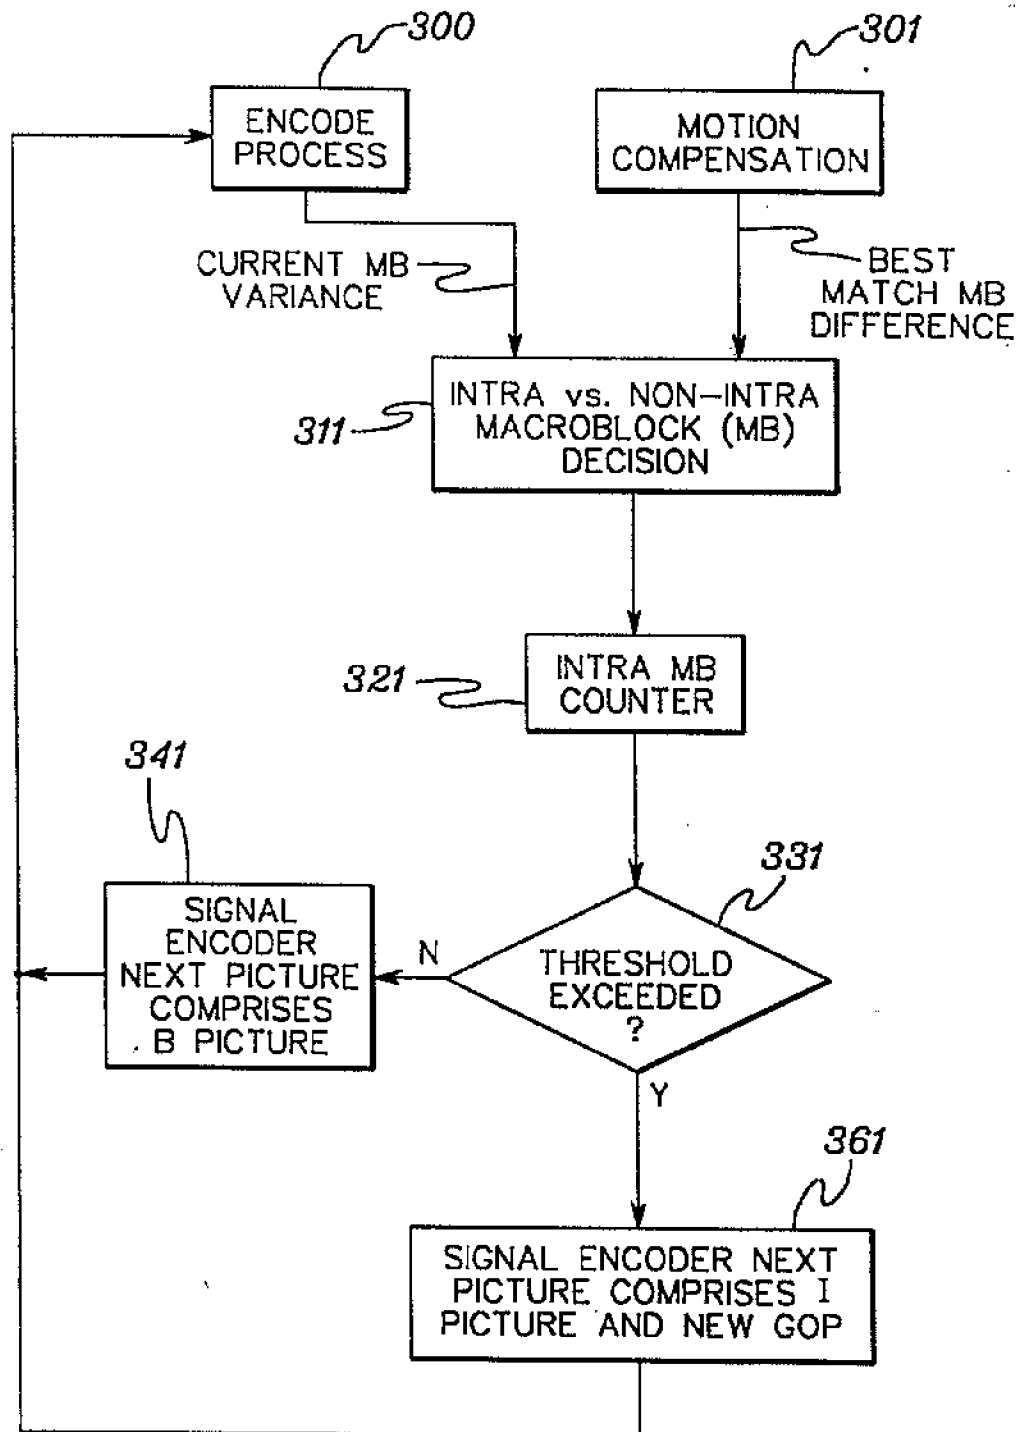 300
301
ENCODE
PROCESS
MOTION
COMPENSATION
CURRENT MB
VARIANCE
BEST
MATCH MB
DIFFERENCE
311
INTRA vs. NON-INTRA
MACROBLOCK (MB)
DECISION
321
INTRA MB
COUNTER
341
331
SIGNAL
ENCODER
NEXT PICTURE
COMPRISES
B PICTURE
N
THRESHOLD
EXCEEDED
?
Y
361
SIGNAL ENCODER NEXT
PICTURE COMPRISES I
PICTURE AND NEW GOP